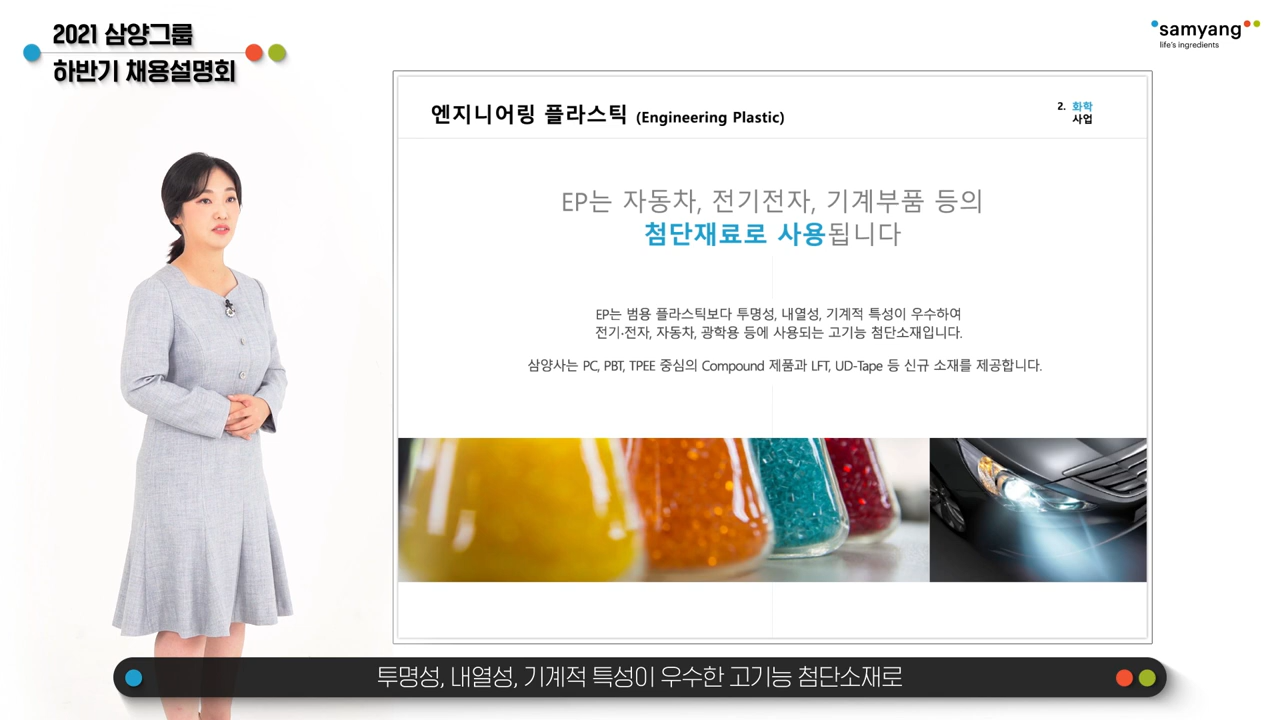 2021 삼양그룹
하반기 채용설명회
samyang
life's ingredients
엔지니어링 플라스틱 (Engineering Plastic)
2. 화학
사업
EP는 자동차, 전기전자, 기계부품 등의
첨단재료로 사용됩니다
EP는 범용 플라스틱보다 투명성, 내열성, 기계적 특성이 우수하여
전기·전자, 자동차, 광학용 등에 사용되는 고기능 첨단소재입니다.
삼양사는 PC, PBT, TPEE 중심의 Compound 제품과 LFT, UD-Tape 등 신규 소재를 제공합니다.
투명성, 내열성, 기계적 특성이 우수한 고기능 첨단소재로